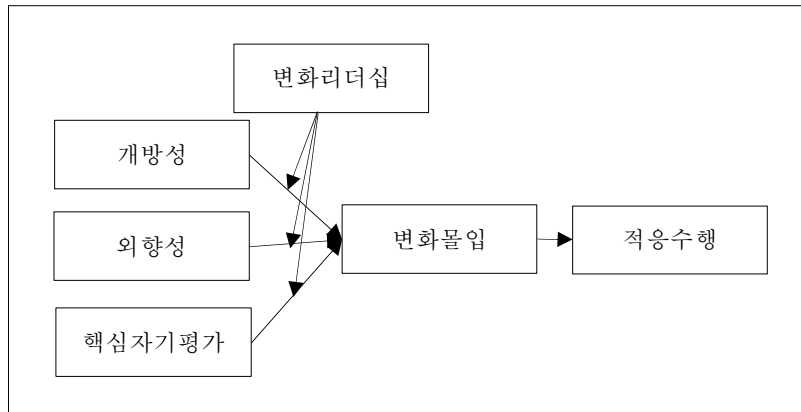 변화리더십
개방성
외향성
변화몰입
적응수행
핵심자기평가